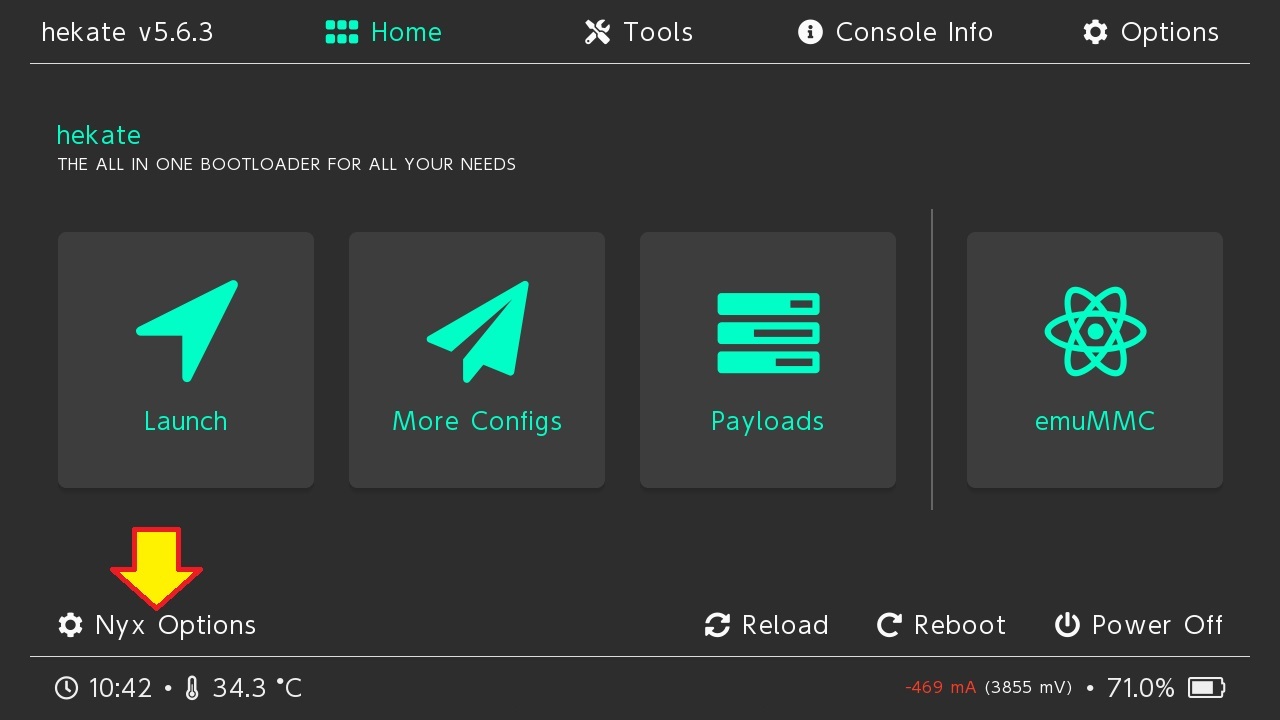 hekate v5.6.3 Home Tools Console Info Options
hekate
THE ALL IN ONE BOOTLOADER FOR ALL YOUR NEEDS
Launch More Configs Payloads emuMMC
Nyx Options Reload Reboot Power Off
10:42 • 34.3 °C -469 mA (3855 mV) • 71.0%